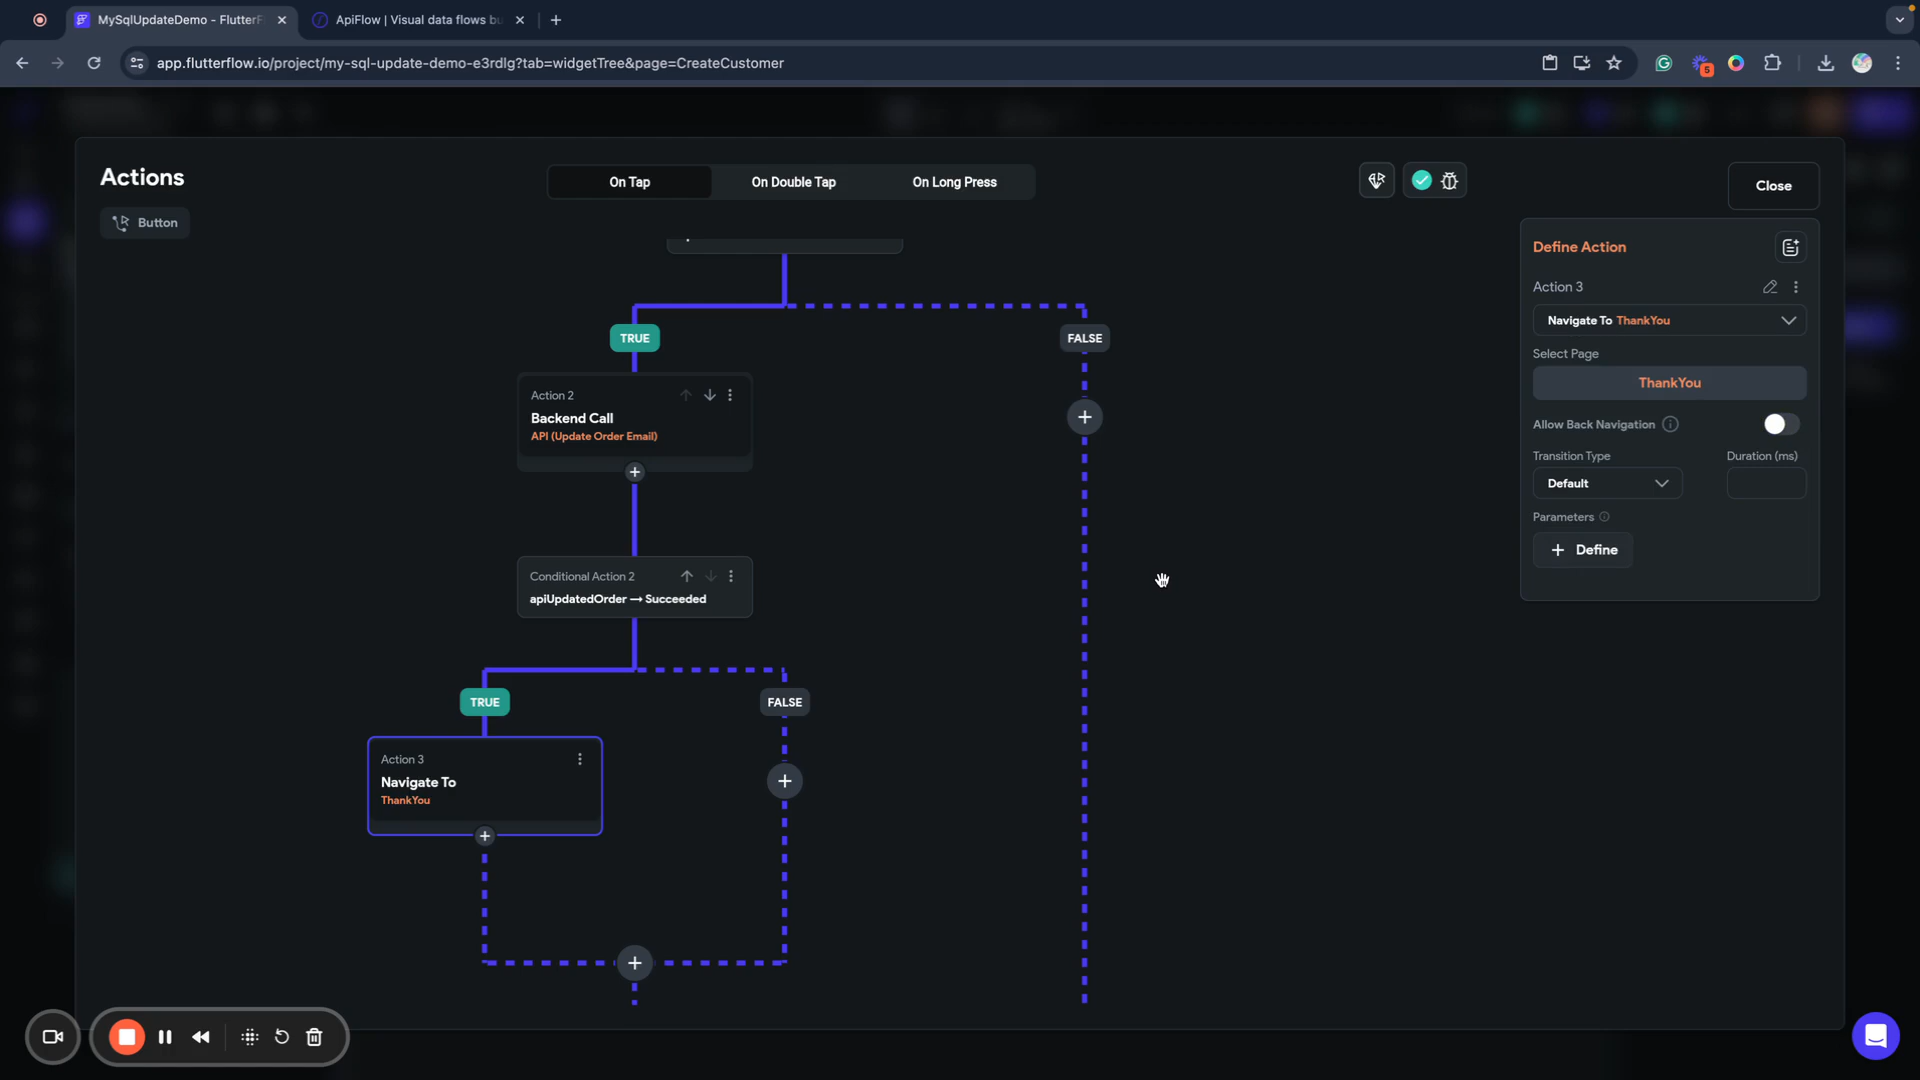 MySqlUpdateDemo - FlutterF
ApiFlow | Visual data flows bu
app.flutterflow.io/project/my-sql-update-demo-e3rdlg?tab=widgetTree&page=CreateCustomer
5
Actions
On Tap
On Double Tap
On Long Press
Close
Button
Define Action
Action 3
Navigate To ThankYou
Select Page
ThankYou
Allow Back Navigation
Transition Type
Duration (ms)
Default
Parameters
Define
TRUE
FALSE
Action 2
Backend Call
API (Update Order Email)
Conditional Action 2
apiUpdatedOrder → Succeeded
TRUE
FALSE
Action 3
Navigate To
ThankYou